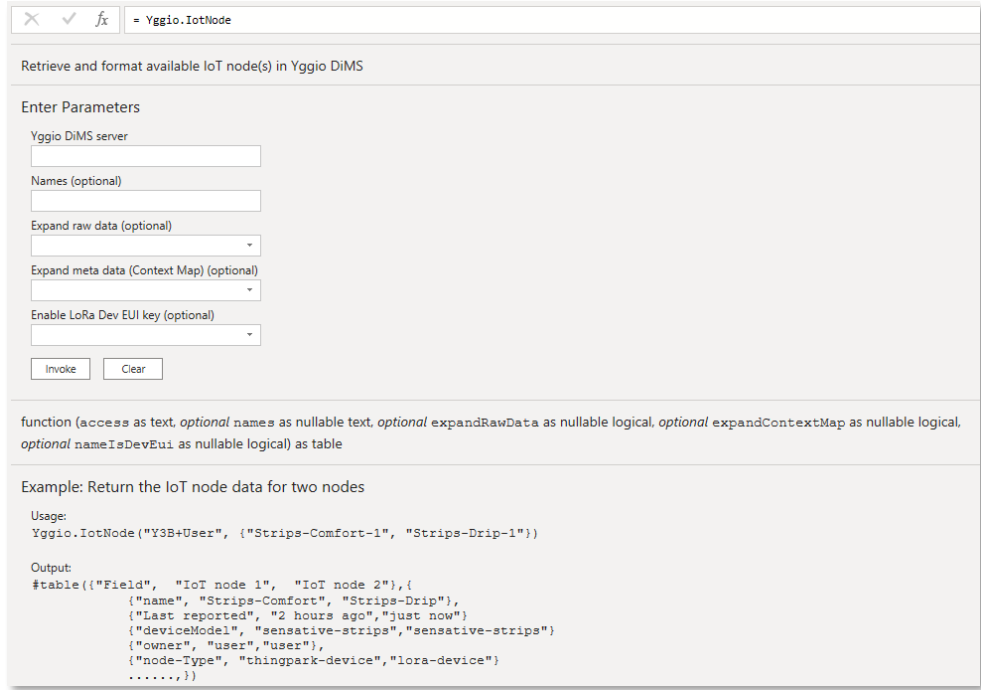 fx = Yggio.IotNode
Retrieve and format available IoT node(s) in Yggio DiMS
Enter Parameters
Yggio DiMS server
Names (optional)
Expand raw data (optional)
Expand meta data (Context Map) (optional)
Enable LoRa Dev EUI key (optional)
Invoke Clear
function (access as text, optional names as nullable text, optional expandRawData as nullable logical, optional expandContextMap as nullable logical,
optional nameIsDevEui as nullable logical) as table
Example: Return the IoT node data for two nodes
Usage:
Yggio.IotNode("Y3B+User", {"Strips-Comfort-1", "Strips-Drip-1"})
Output:
#table({"Field", "IoT node 1", "IoT node 2"},{
{"name", "Strips-Comfort", "Strips-Drip"},
{"Last reported", "2 hours ago","just now"}
{"deviceModel", "sensative-strips","sensative-strips"}
{"owner", "user","user"},
{"node-Type", "thingpark-device","lora-device"}
......,})